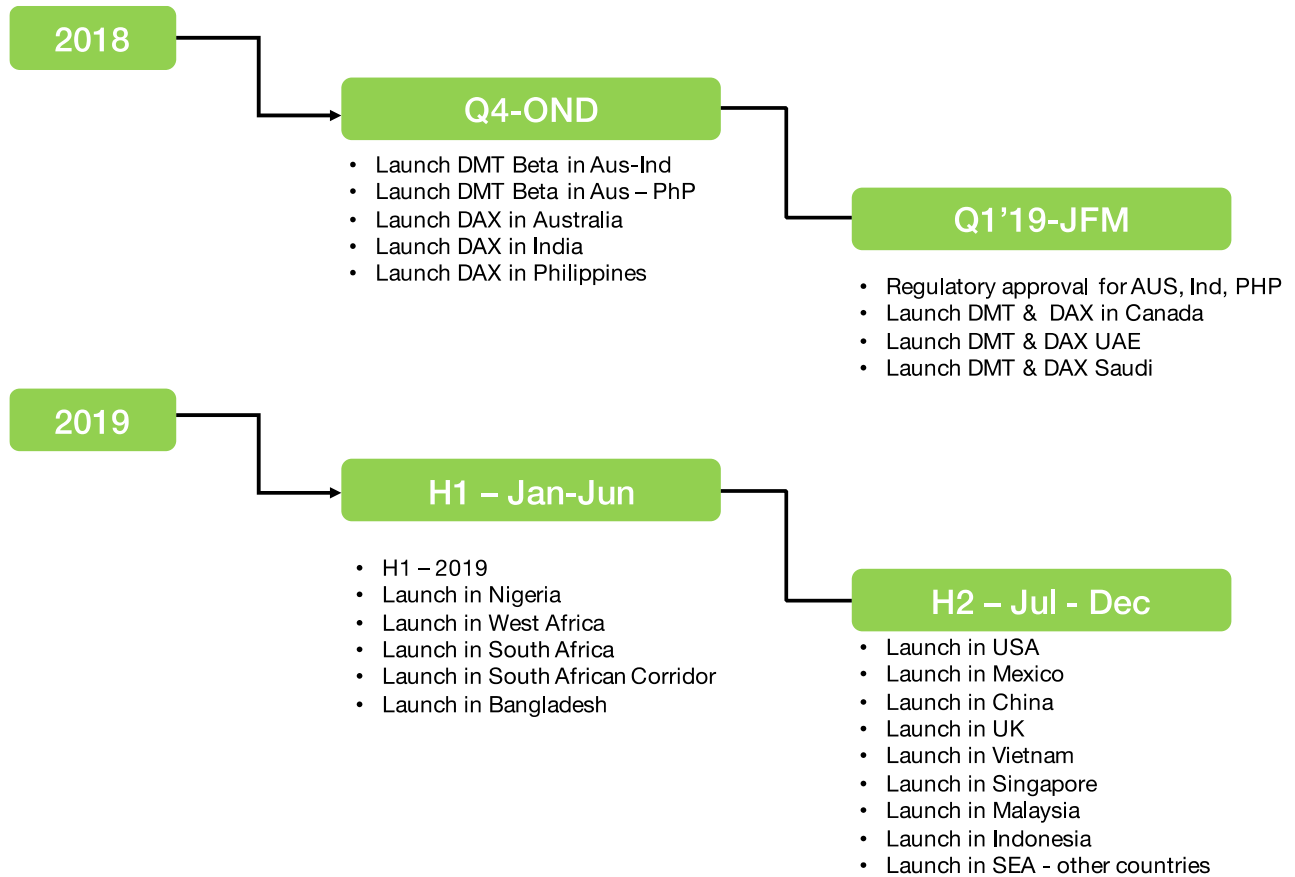 2018
Q4-OND
• Launch DMT Beta in Aus-Ind
• Launch DMT Beta in Aus – PhP
• Launch DAX in Australia
• Launch DAX in India
• Launch DAX in Philippines
Q1’19-JFM
• Regulatory approval for AUS, Ind, PHP
• Launch DMT & DAX in Canada
• Launch DMT & DAX UAE
• Launch DMT & DAX Saudi
2019
H1 – Jan-Jun
• H1 – 2019
• Launch in Nigeria
• Launch in West Africa
• Launch in South Africa
• Launch in South African Corridor
• Launch in Bangladesh
H2 – Jul - Dec
• Launch in USA
• Launch in Mexico
• Launch in China
• Launch in UK
• Launch in Vietnam
• Launch in Singapore
• Launch in Malaysia
• Launch in Indonesia
• Launch in SEA - other countries